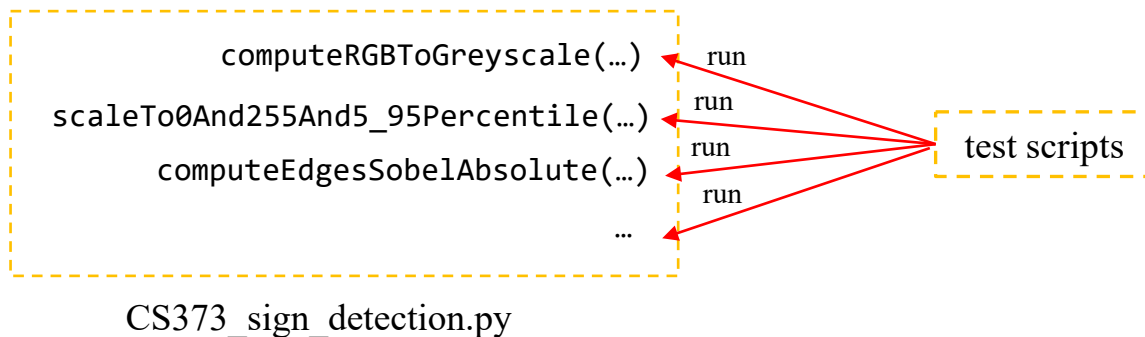 computeRGBToGreyscale(…)
run
scaleTo0And255And5_95Percentile(…)
run
test scripts
computeEdgesSobelAbsolute(…)
run
run
…
CS373_sign_detection.py